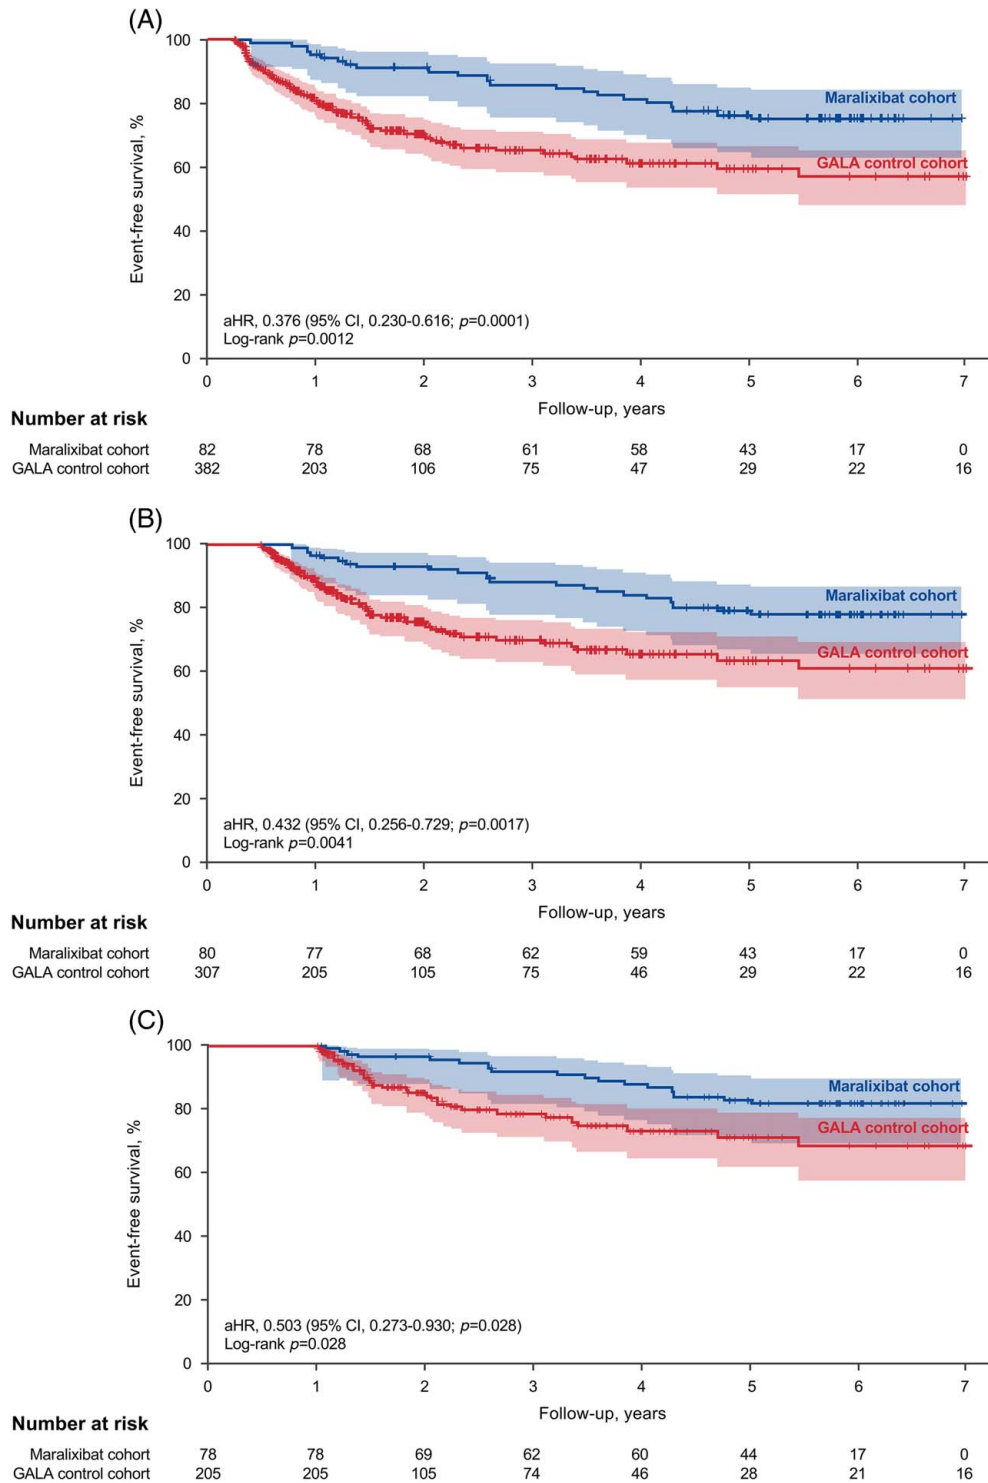 (A)
100
80
60
40
20
0
Event-free survival, %
Maralixibat cohort
GALA control cohort
aHR, 0.376 (95% CI, 0.230-0.616; p=0.0001)
Log-rank p=0.0012
0 1 2 3 4 5 6 7
Follow-up, years
Number at risk
Maralixibat cohort 82 78 68 61 58 43 17 0
GALA control cohort 382 203 106 75 47 29 22 16
(B)
100
80
60
40
20
0
Event-free survival, %
Maralixibat cohort
GALA control cohort
aHR, 0.432 (95% CI, 0.256-0.729; p=0.0017)
Log-rank p=0.0041
0 1 2 3 4 5 6 7
Follow-up, years
Number at risk
Maralixibat cohort 80 77 68 62 59 43 17 0
GALA control cohort 307 205 105 75 46 29 22 16
(C)
100
80
60
40
20
0
Event-free survival, %
Maralixibat cohort
GALA control cohort
aHR, 0.503 (95% CI, 0.273-0.930; p=0.028)
Log-rank p=0.028
0 1 2 3 4 5 6 7
Follow-up, years
Number at risk
Maralixibat cohort 78 78 69 62 60 44 17 0
GALA control cohort 205 205 105 74 46 28 21 16